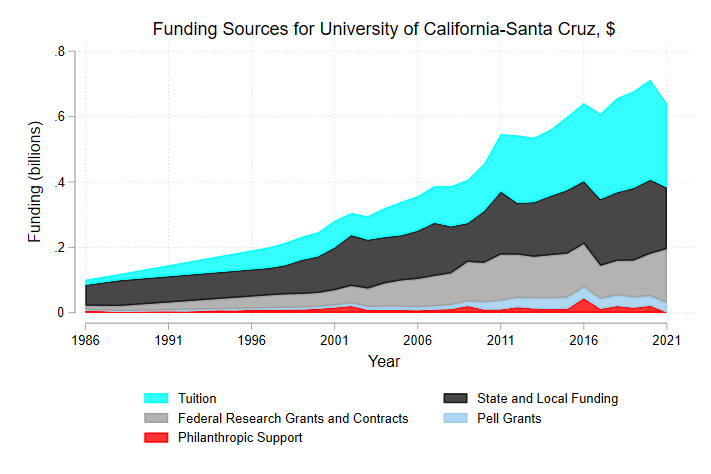 Funding Sources for University of California-Santa Cruz, $
Funding (billions)
.8
.6
.4
.2
0
1986 1991 1996 2001 2006 2011 2016 2021
Year
Tuition State and Local Funding
Federal Research Grants and Contracts Pell Grants
Philanthropic Support